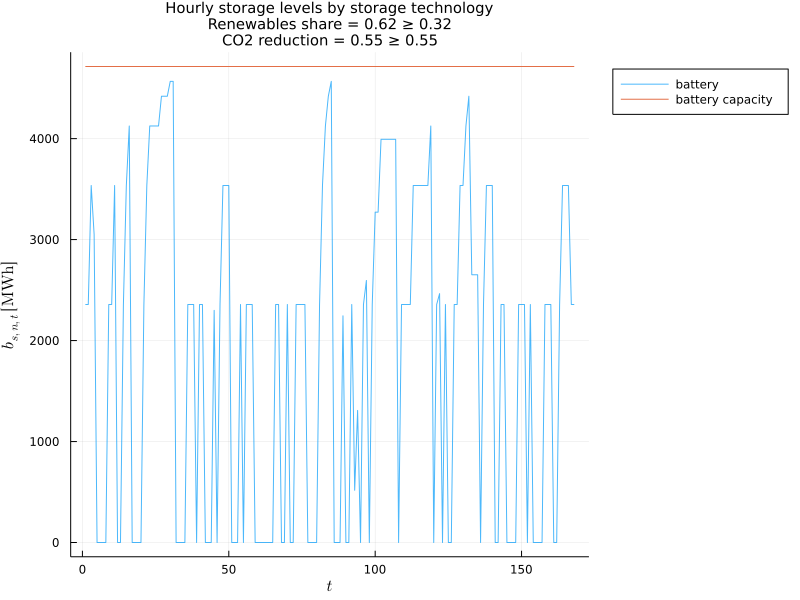 Hourly storage levels by storage technology
Renewables share = 0.62 ≥ 0.32
CO2 reduction = 0.55 ≥ 0.55
battery
battery capacity
4000
3000
2000
1000
0
b_{s, n, t} [MWh]
0 50 100 150
t